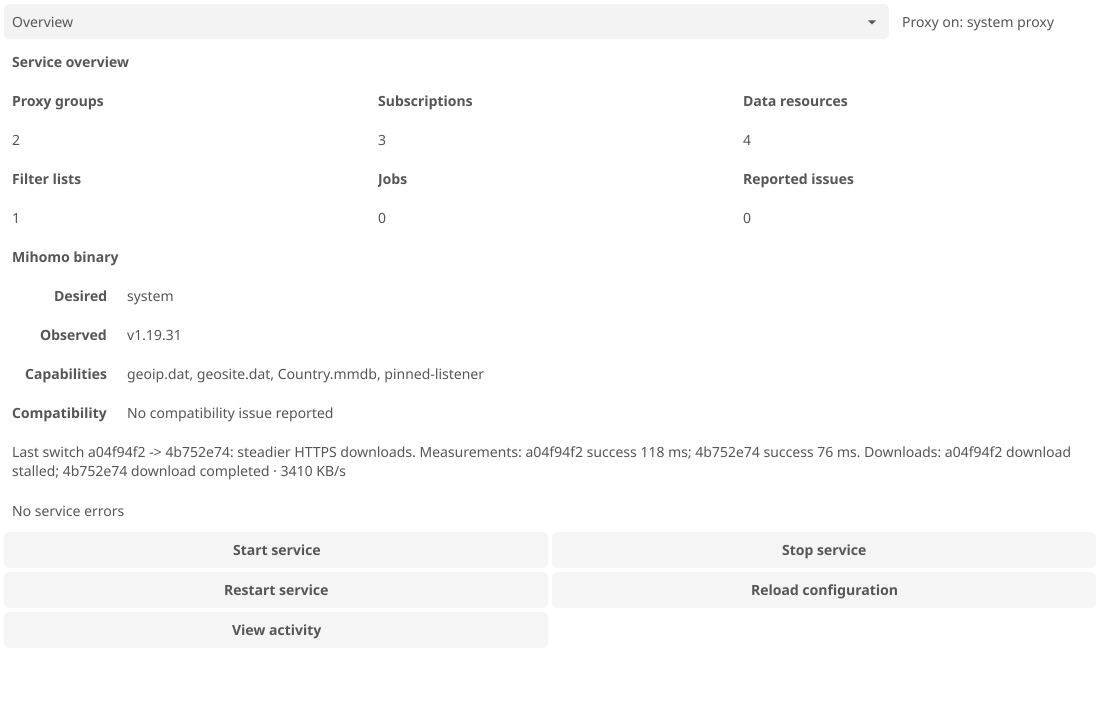 Overview
Proxy on: system proxy
Service overview
Proxy groups
Subscriptions
Data resources
2
3
4
Filter lists
Jobs
Reported issues
1
0
0
Mihomo binary
Desired system
Observed v1.19.31
Capabilities geoip.dat, geosite.dat, Country.mmdb, pinned-listener
Compatibility No compatibility issue reported
Last switch a04f94f2 -> 4b752e74: steadier HTTPS downloads. Measurements: a04f94f2 success 118 ms; 4b752e74 success 76 ms. Downloads: a04f94f2 download
stalled; 4b752e74 download completed · 3410 KB/s
No service errors
Start service
Stop service
Restart service
Reload configuration
View activity